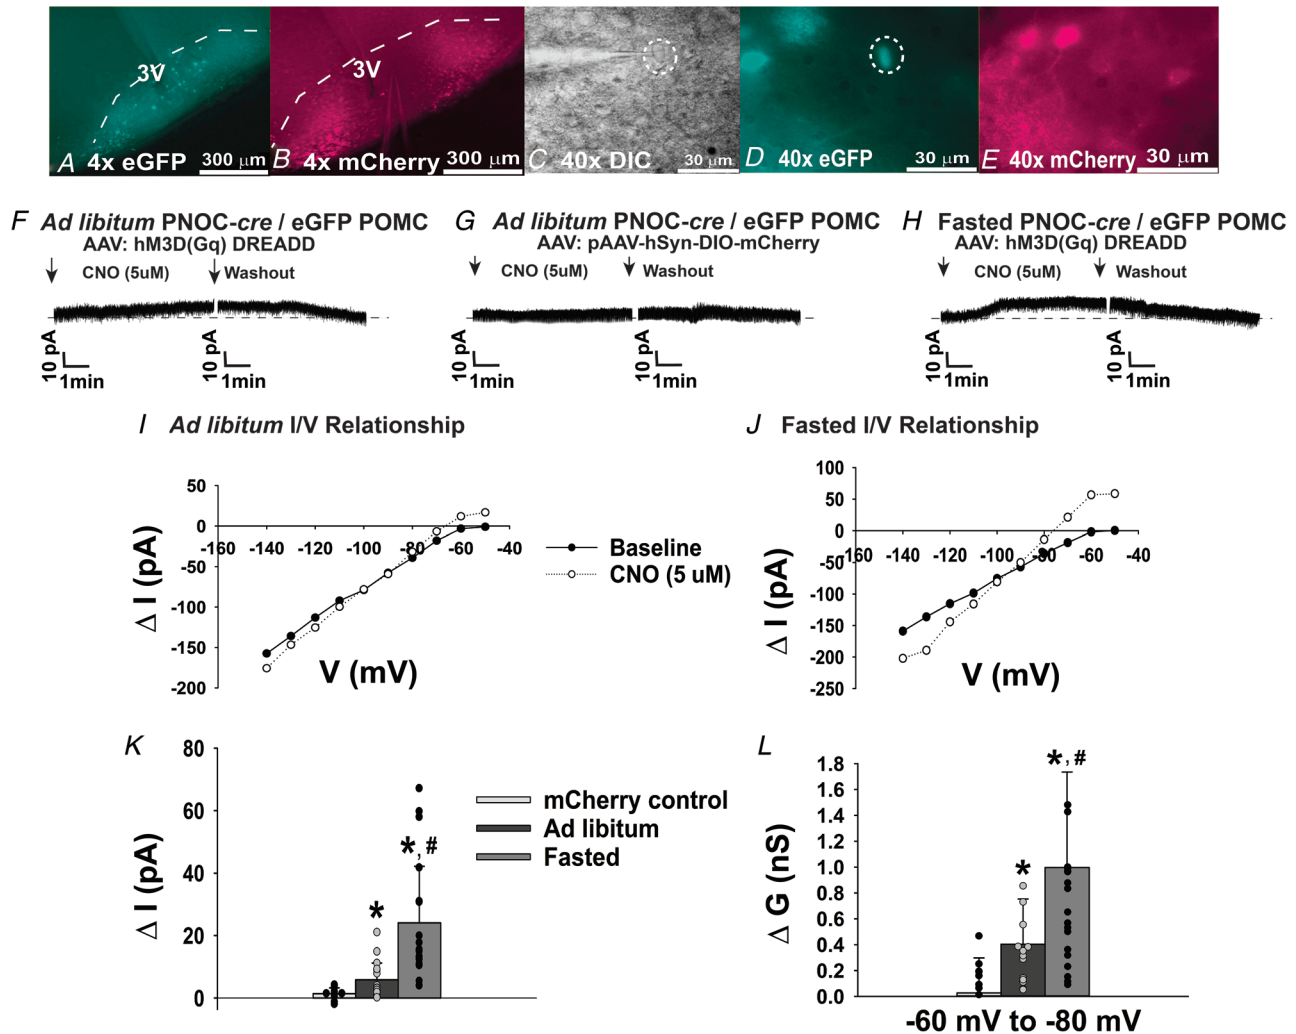 3V
A 4x eGFP 300 µm
3V
B 4x mCherry 300 µm
C 40x DIC 30 µm
D 40x eGFP 30 µm
E 40x mCherry 30 µm
F Ad libitum PNOC-cre / eGFP POMC
AAV: hM3D(Gq) DREADD
CNO (5uM) Washout
10 pA 1min 10 pA 1min
G Ad libitum PNOC-cre / eGFP POMC
AAV: pAAV-hSyn-DIO-mCherry
CNO (5uM) Washout
10 pA 1min 10 pA 1min
H Fasted PNOC-cre / eGFP POMC
AAV: hM3D(Gq) DREADD
CNO (5uM) Washout
10 pA 1min 10 pA 1min
I Ad libitum I/V Relationship
50
0
-50
-100
-150
-200
-160 -140 -120 -100 -80 -60 -40
Δ I (pA)
V (mV)
Baseline
CNO (5 uM)
J Fasted I/V Relationship
100
50
0
-50
-100
-150
-200
-250
-160 -140 -120 -100 -80 -60 -40
Δ I (pA)
V (mV)
K
80
60
40
20
0
Δ I (pA)
*
*, #
mCherry control
Ad libitum
Fasted
L
1.8
1.6
1.4
1.2
1.0
0.8
0.6
0.4
0.2
0.0
Δ G (nS)
*
*, #
-60 mV to -80 mV